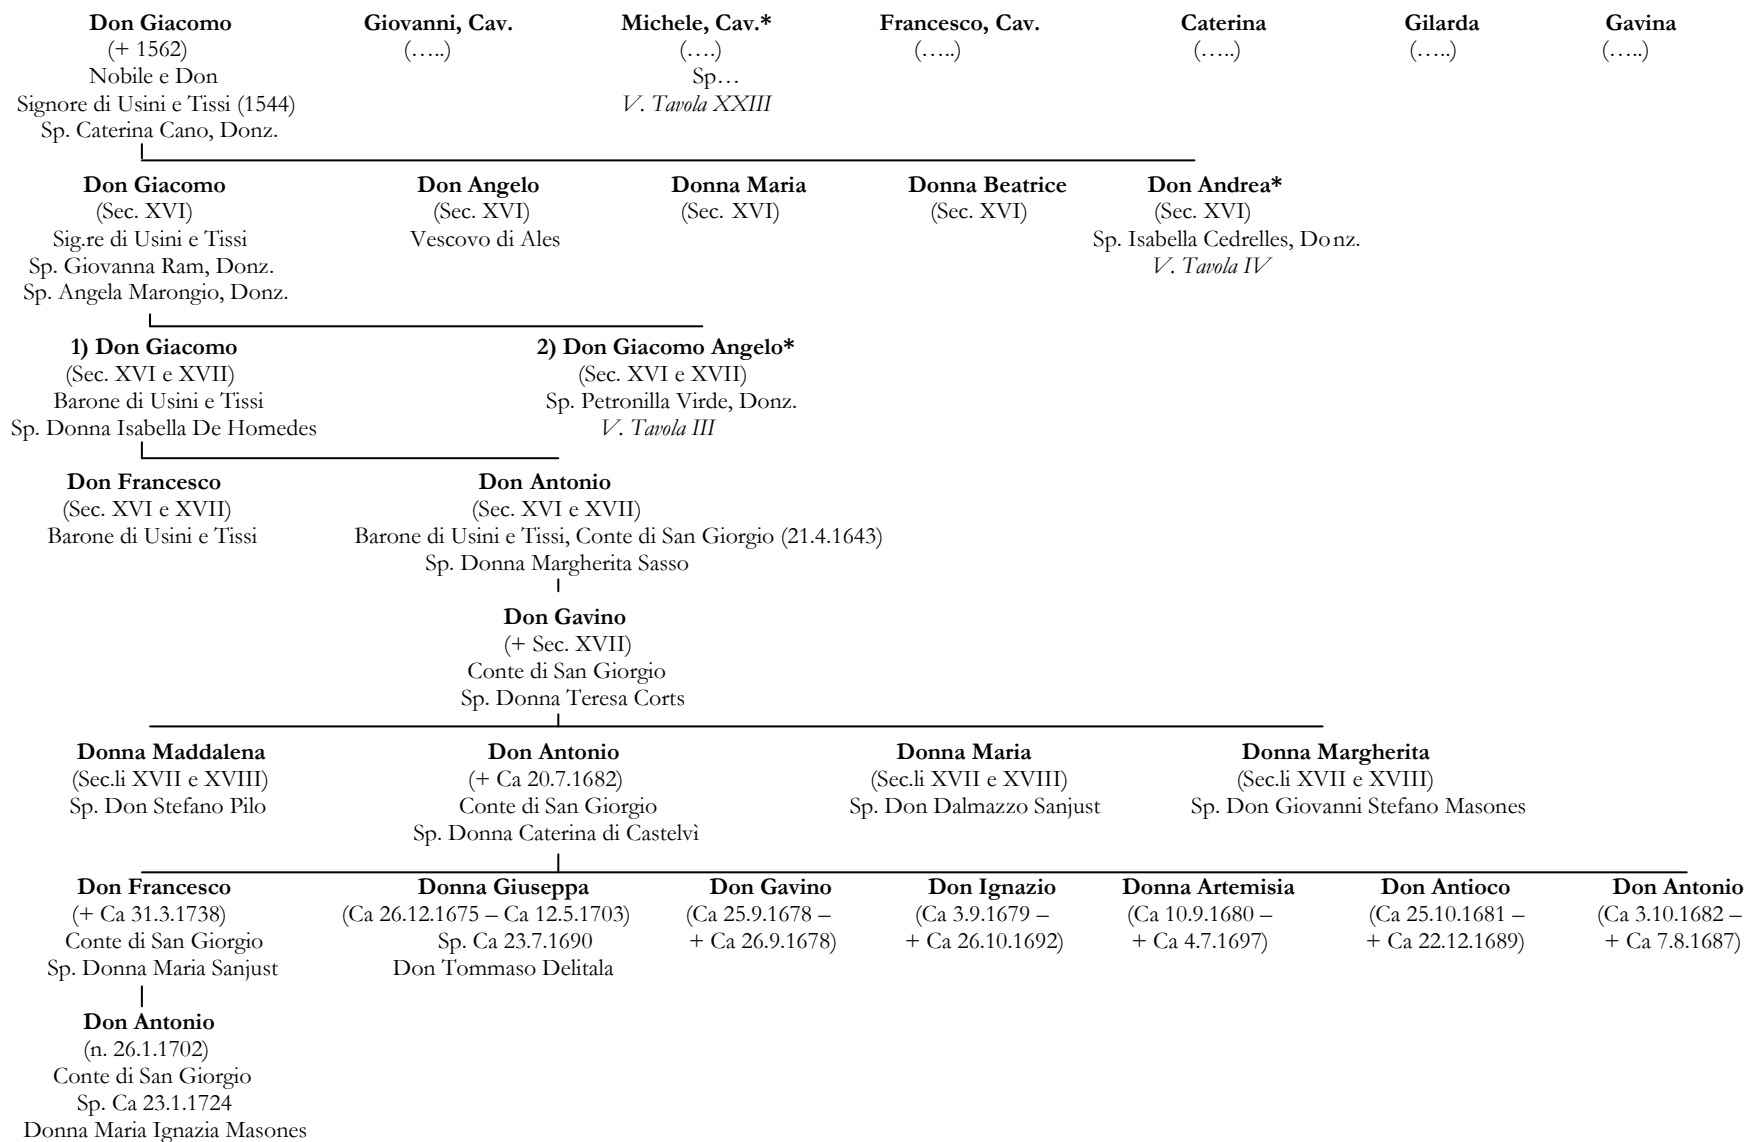 Don Giacomo Giovanni, Cav. Michele, Cav.* Francesco, Cav. Caterina Gilarda Gavina
(+ 1562) (…..) (….) (…..) (…..) (…..) (…..)
Nobile e Don Sp…
Signore di Usini e Tissi (1544) V. Tavola XXIII
Sp. Caterina Cano, Donz.
Don Giacomo Don Angelo Donna Maria Donna Beatrice Don Andrea*
(Sec. XVI) (Sec. XVI) (Sec. XVI) (Sec. XVI) (Sec. XVI)
Sig.re di Usini e Tissi Vescovo di Ales Sp. Isabella Cedrelles, Donz.
Sp. Giovanna Ram, Donz. V. Tavola IV
Sp. Angela Marongio, Donz.
1) Don Giacomo 2) Don Giacomo Angelo*
(Sec. XVI e XVII) (Sec. XVI e XVII)
Barone di Usini e Tissi Sp. Petronilla Virde, Donz.
Sp. Donna Isabella De Homedes V. Tavola III
Don Francesco Don Antonio
(Sec. XVI e XVII) (Sec. XVI e XVII)
Barone di Usini e Tissi Barone di Usini e Tissi, Conte di San Giorgio (21.4.1643)
Sp. Donna Margherita Sasso
Don Gavino
(+ Sec. XVII)
Conte di San Giorgio
Sp. Donna Teresa Corts
Donna Maddalena Don Antonio Donna Maria Donna Margherita
(Sec.li XVII e XVIII) (+ Ca 20.7.1682) (Sec.li XVII e XVIII) (Sec.li XVII e XVIII)
Sp. Don Stefano Pilo Conte di San Giorgio Sp. Don Dalmazzo Sanjust Sp. Don Giovanni Stefano Masones
Sp. Donna Caterina di Castelvì
Don Francesco Donna Giuseppa Don Gavino Don Ignazio Donna Artemisia Don Antioco Don Antonio
(+ Ca 31.3.1738) (Ca 26.12.1675 – Ca 12.5.1703) (Ca 25.9.1678 – (Ca 3.9.1679 – (Ca 10.9.1680 – (Ca 25.10.1681 – (Ca 3.10.1682 –
Conte di San Giorgio Sp. Ca 23.7.1690 + Ca 26.9.1678) + Ca 26.10.1692) + Ca 4.7.1697) + Ca 22.12.1689) + Ca 7.8.1687)
Sp. Donna Maria Sanjust Don Tommaso Delitala
Don Antonio
(n. 26.1.1702)
Conte di San Giorgio
Sp. Ca 23.1.1724
Donna Maria Ignazia Masones